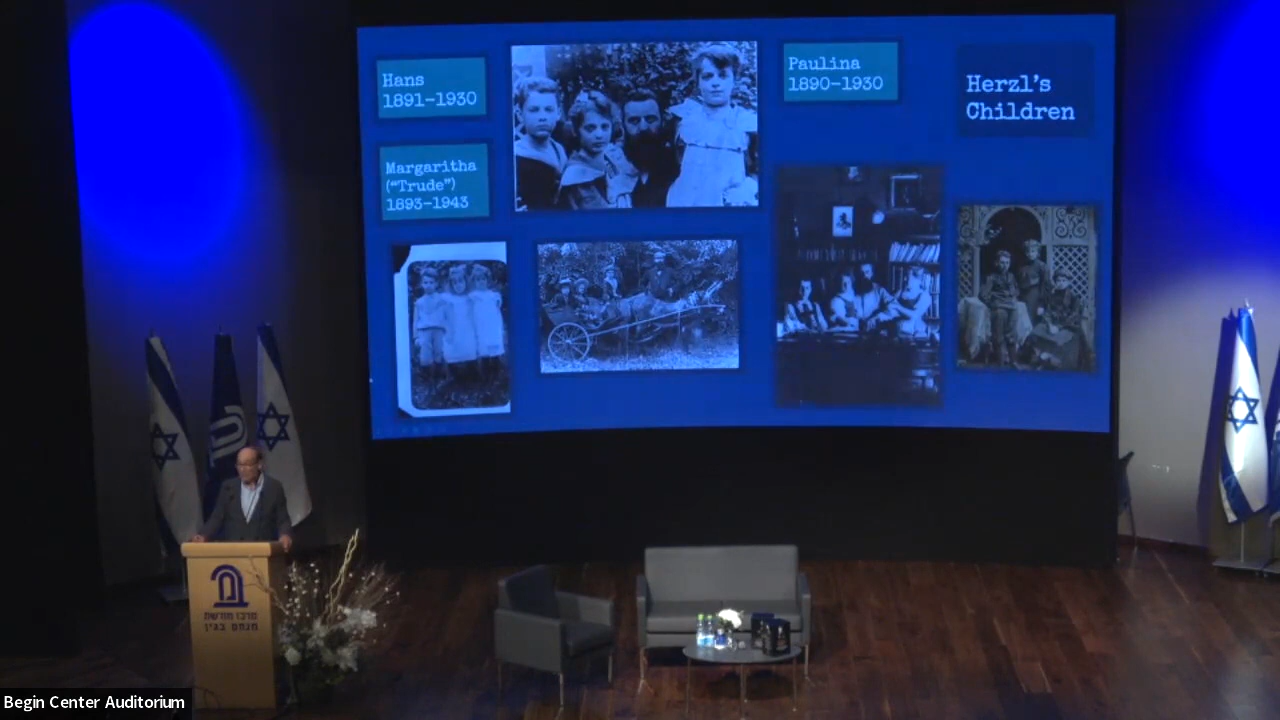 Hans
1891-1930
Margaritha
("Trude")
1893-1943
Paulina
1890-1930
Herzl's
Children
מרכז מורשת
מנחם בגין
Begin Center Auditorium